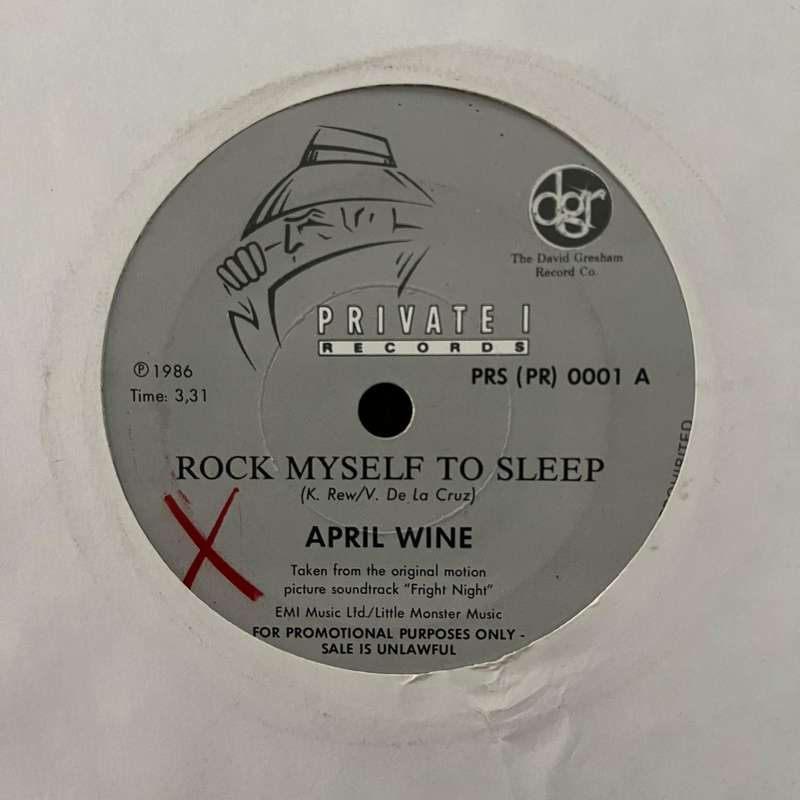 dgr
The David Gresham
Record Co.
PRIVATE I
RECORDS
℗ 1986
Time: 3,31
PRS (PR) 0001 A
ROCK MYSELF TO SLEEP
(K. Rew/V. De La Cruz)
X
APRIL WINE
Taken from the original motion
picture soundtrack "Fright Night"
EMI Music Ltd./Little Monster Music
FOR PROMOTIONAL PURPOSES ONLY -
SALE IS UNLAWFUL